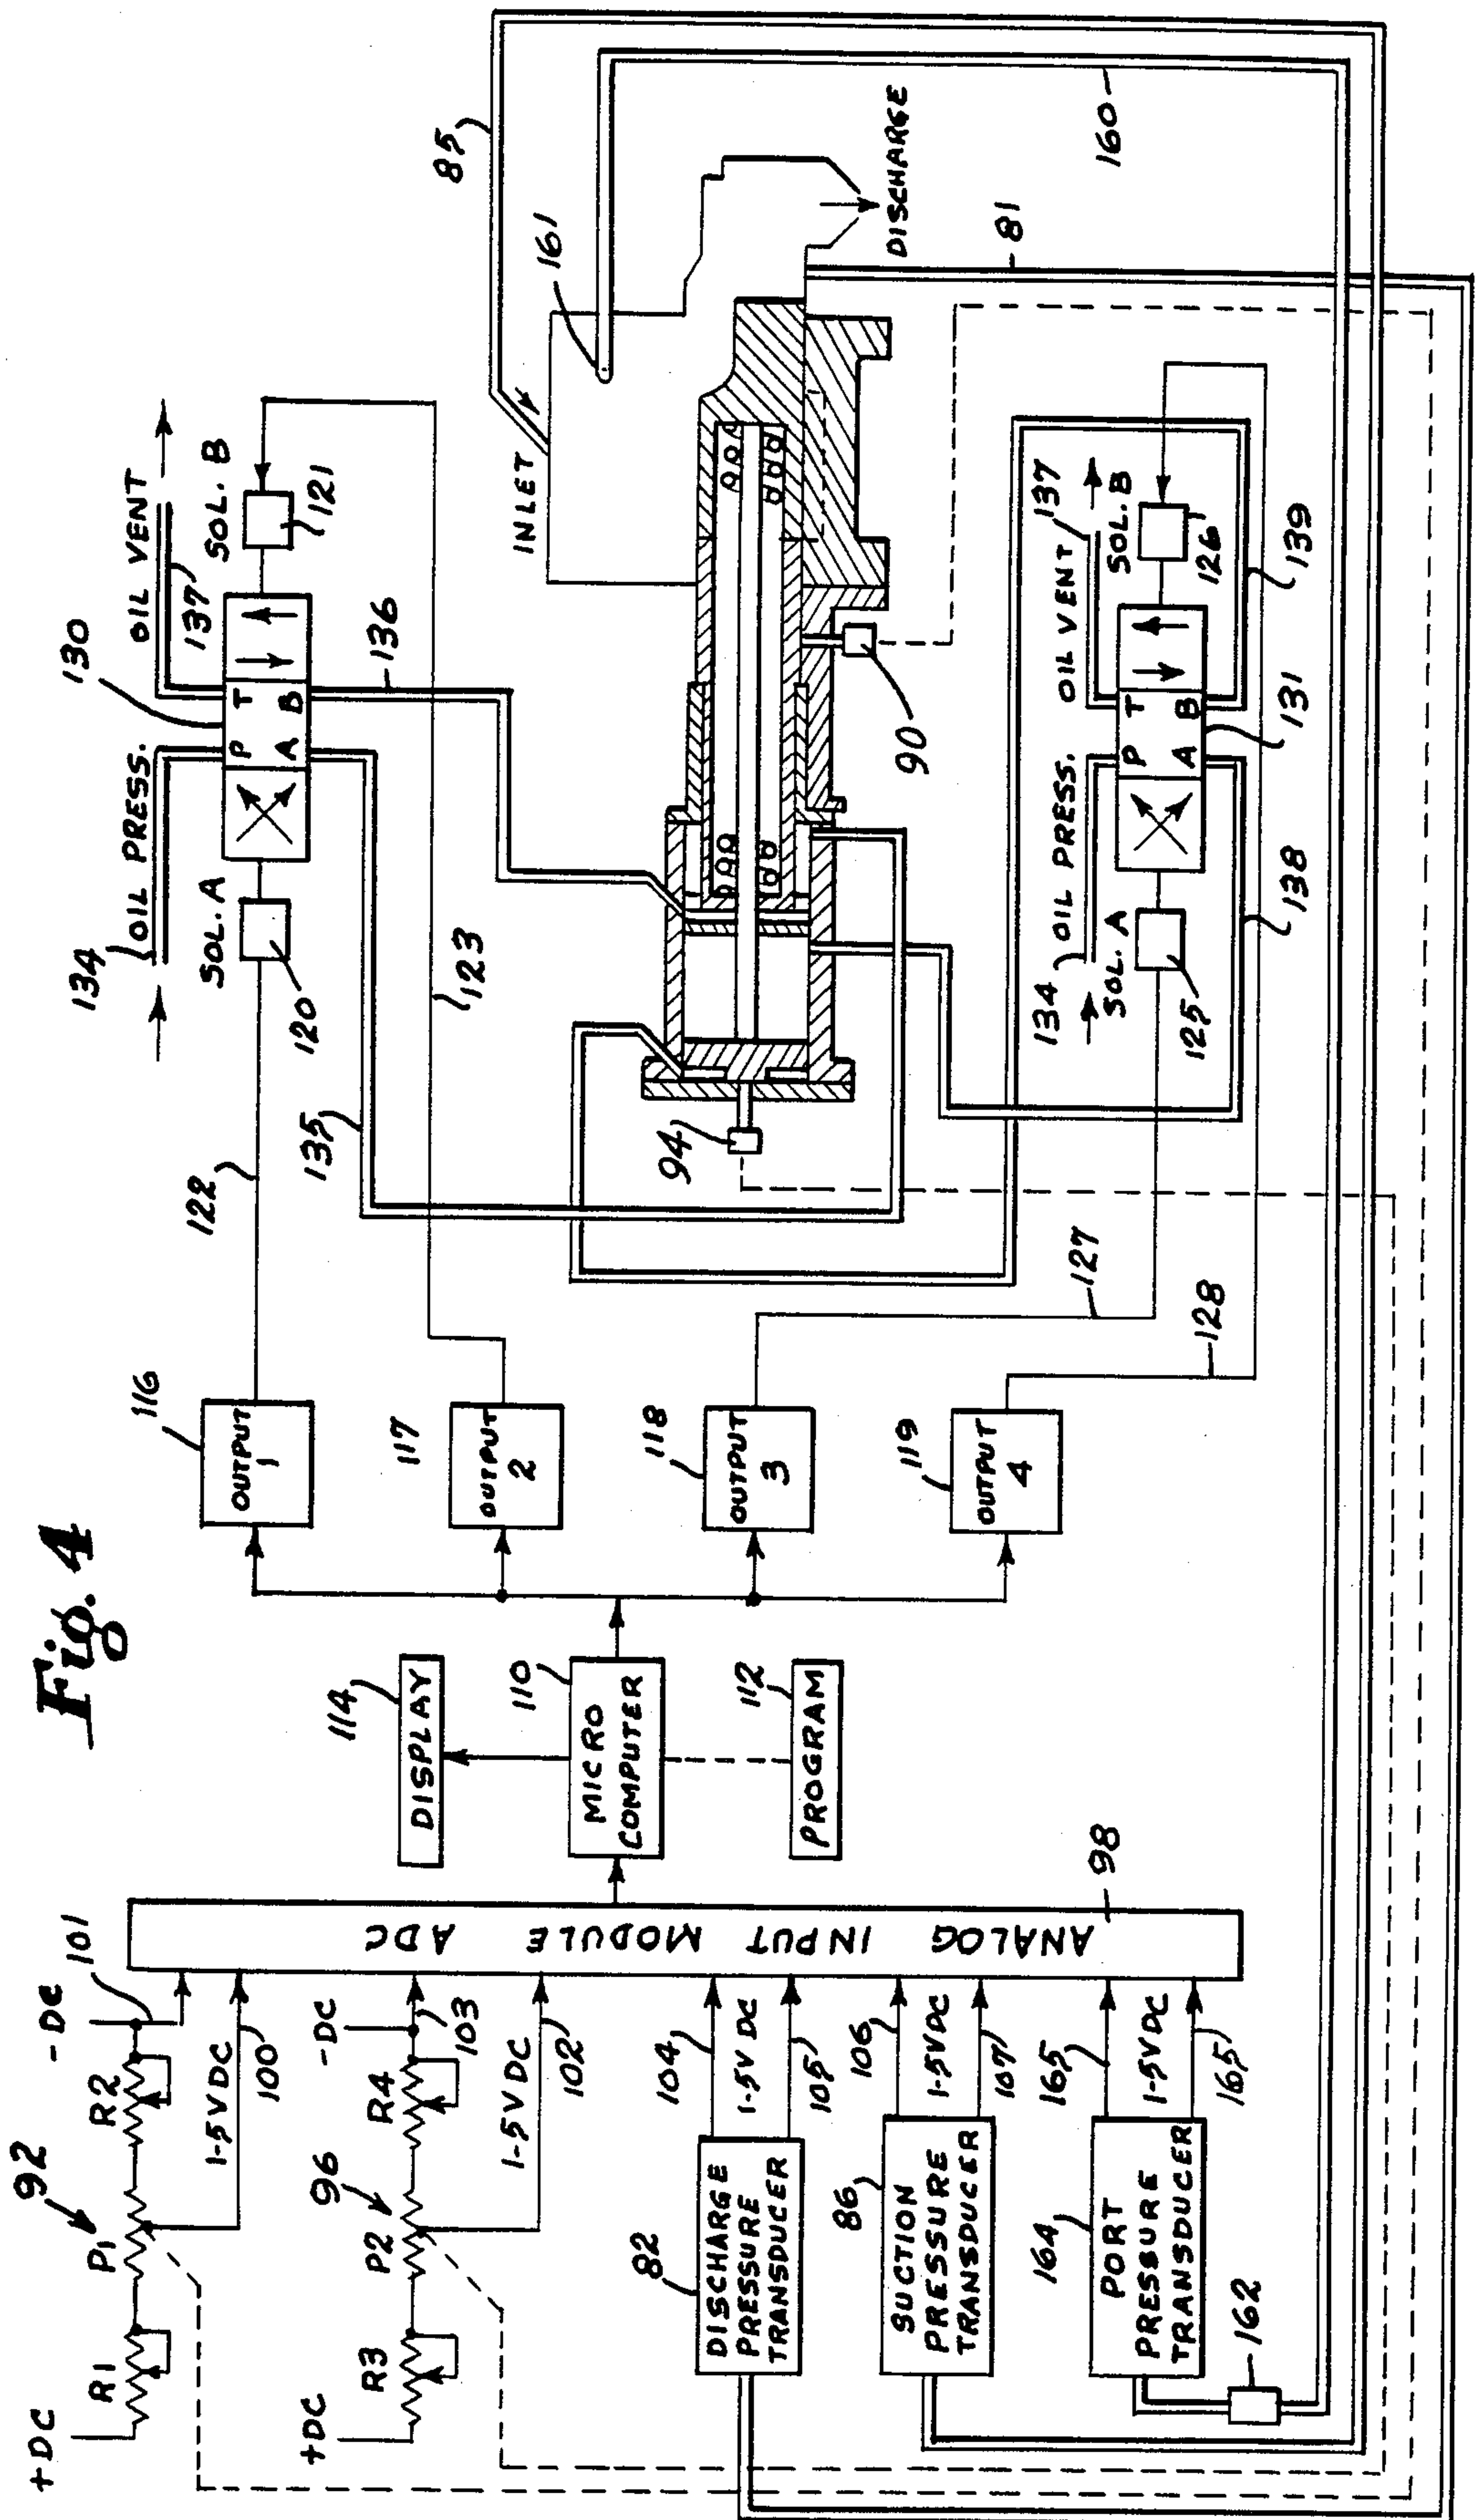 Fig. 4
+DC
R1
P1
92
R2
-DC
101
1-5VDC
100
+DC
R3
P2
96
R4
-DC
103
1-5VDC
102
82
DISCHARGE
PRESSURE
TRANSDUCER
104
1-5V DC
105
86
SUCTION
PRESSURE
TRANSDUCER
106
1-5VDC
107
164
PORT
PRESSURE
TRANSDUCER
165
1-5VDC
165
162
ANALOG INPUT MODULE ADC
98
114
DISPLAY
110
MICRO
COMPUTER
112
PROGRAM
116
OUTPUT
1
117
OUTPUT
2
118
OUTPUT
3
119
OUTPUT
4
122
123
127
128
134
OIL PRESS.
SOL. A
120
130
P T
A B
OIL VENT
137
SOL. B
121
135
136
94
90
INLET
161
85
DISCHARGE
160
81
134
OIL PRESS.
SOL. A
125
P T
A B
131
OIL VENT
137
SOL. B
126
138
139